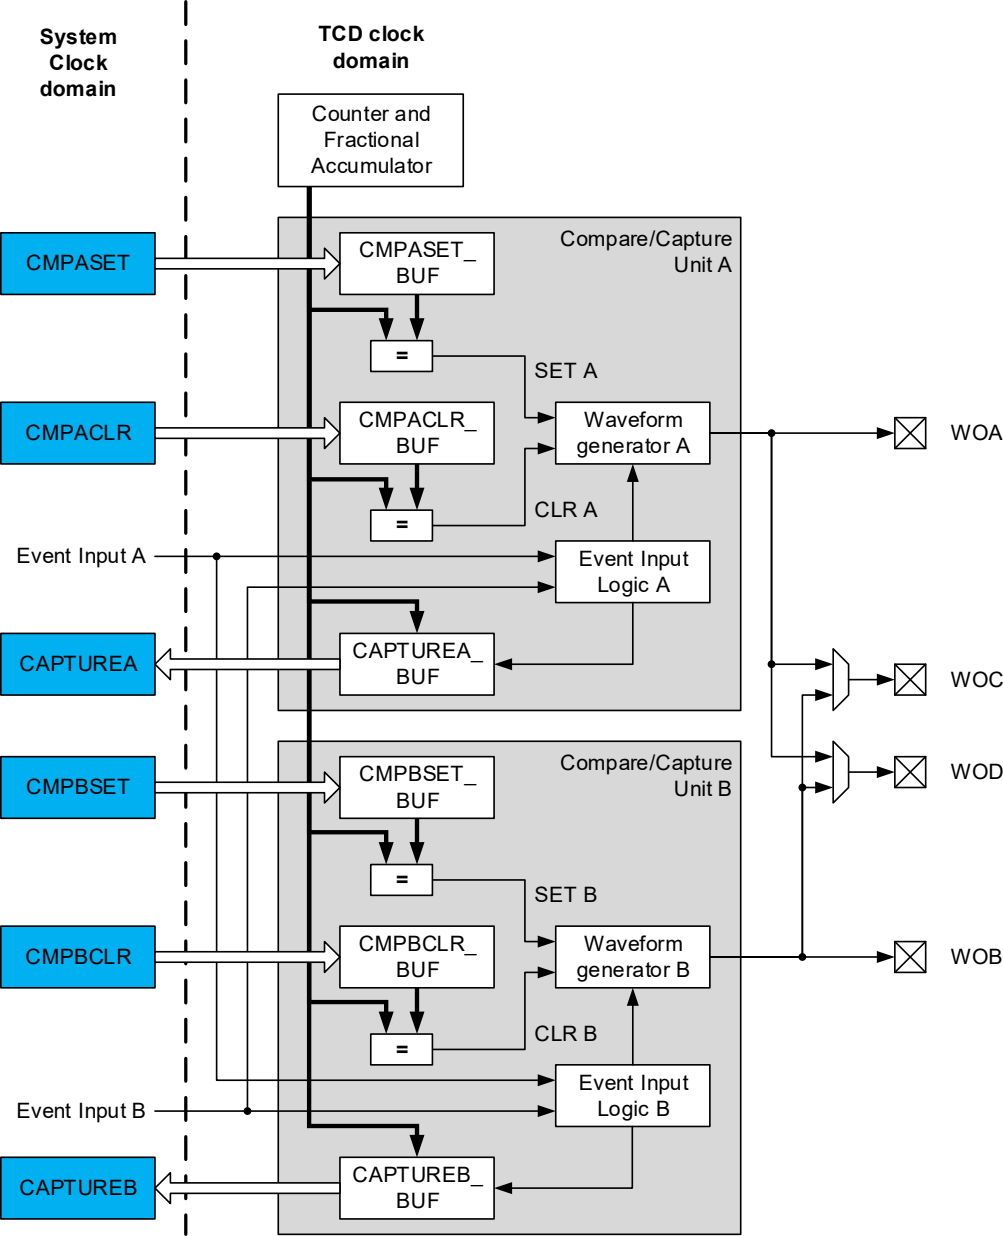 System
Clock
domain
TCD clock
domain
Counter and
Fractional
Accumulator
CMPASET
CMPASET_
BUF
Compare/Capture
Unit A
=
SET A
CMPACLR
CMPACLR_
BUF
Waveform
generator A
WOA
=
CLR A
Event Input A
Event Input
Logic A
CAPTUREA
CAPTUREA_
BUF
WOC
CMPBSET
CMPBSET_
BUF
Compare/Capture
Unit B
WOD
=
SET B
CMPBCLR
CMPBCLR_
BUF
Waveform
generator B
WOB
=
CLR B
Event Input B
Event Input
Logic B
CAPTUREB
CAPTUREB_
BUF